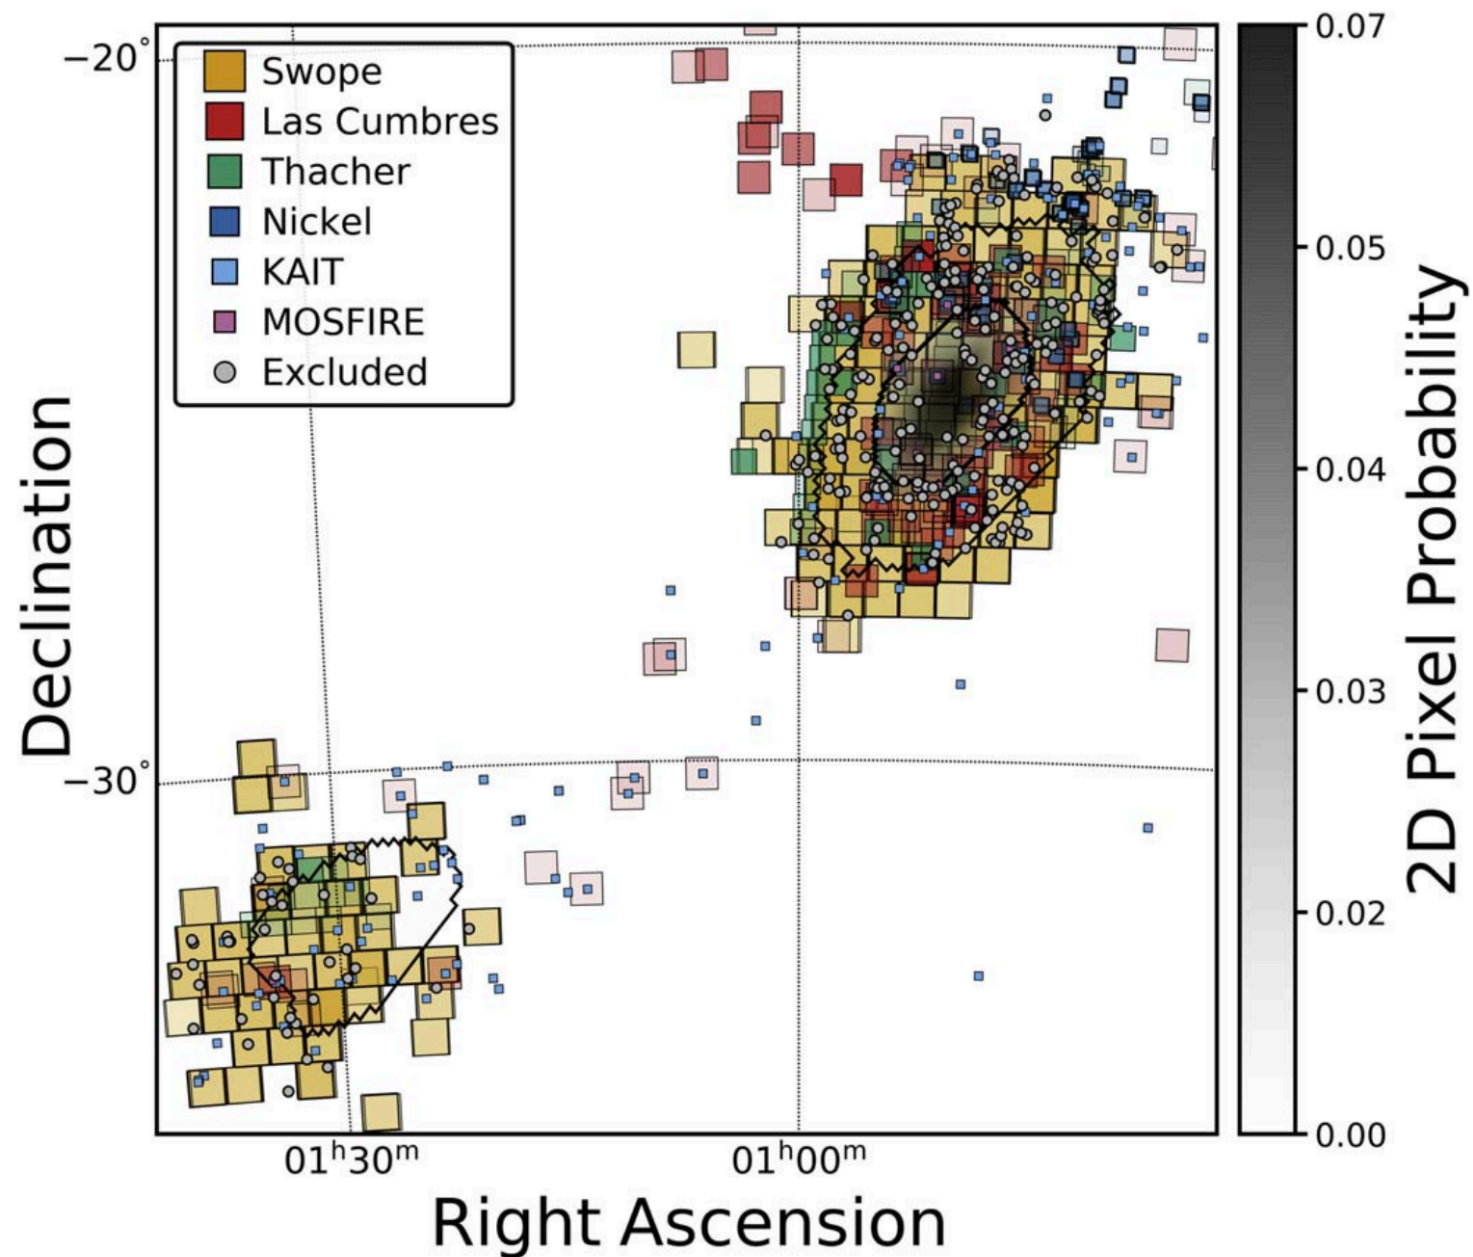 −20°
Swope
Las Cumbres
Thacher
Nickel
KAIT
MOSFIRE
Excluded
−30°
Declination
01ʰ30ᵐ
01ʰ00ᵐ
Right Ascension
0.07
0.05
0.04
0.03
0.02
0.00
2D Pixel Probability